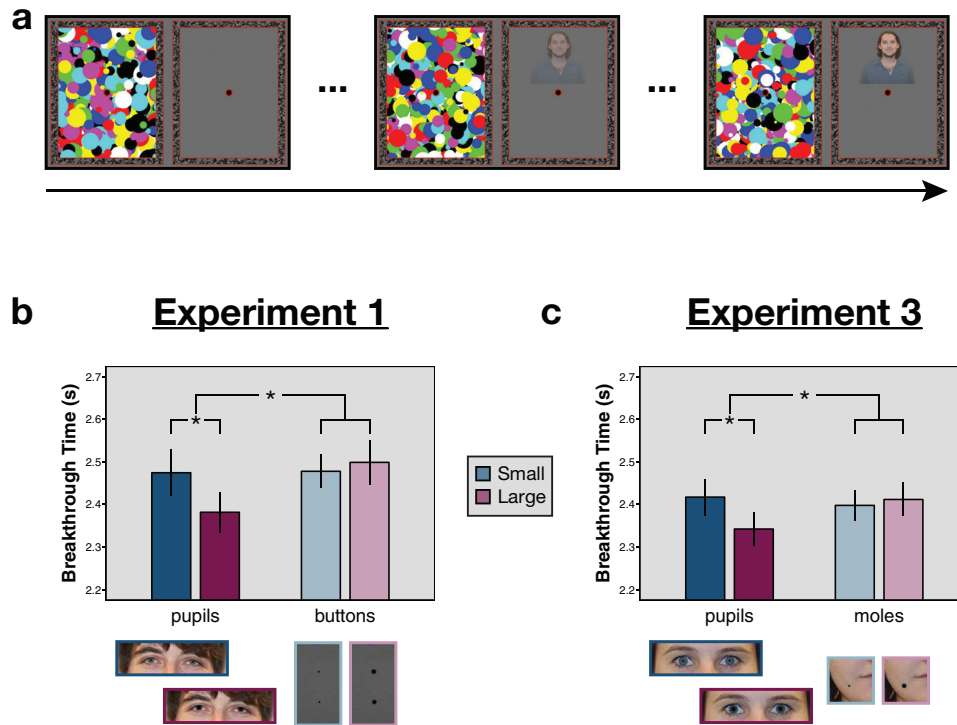 a
... ...
b Experiment 1
Breakthrough Time (s)
2.7
2.6
2.5
2.4
2.3
2.2
*
*
pupils buttons
Small
Large
c Experiment 3
Breakthrough Time (s)
2.7
2.6
2.5
2.4
2.3
2.2
*
*
pupils moles